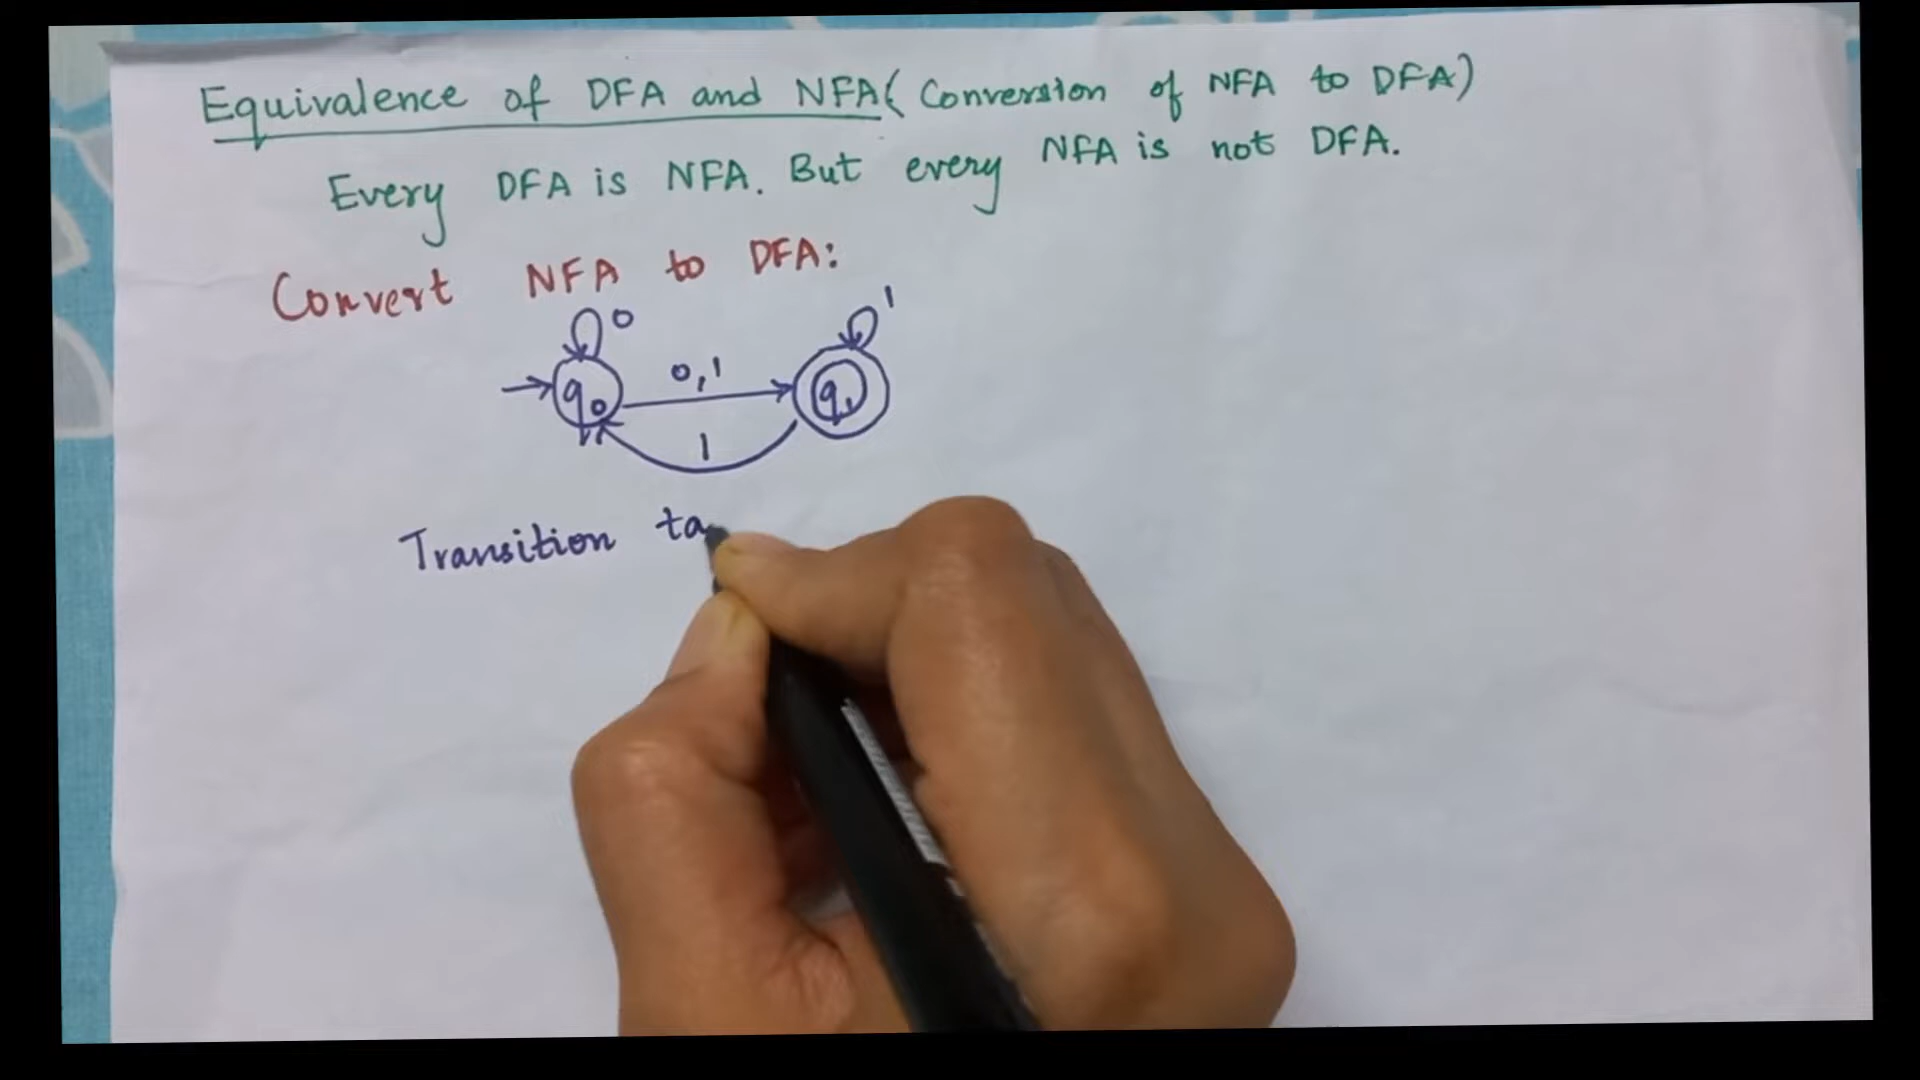 Equivalence of DFA and NFA (Conversion of NFA to DFA)
Every DFA is NFA. But every NFA is not DFA.
Convert NFA to DFA:
0
1
q0
0,1
q1
1
Transition ta